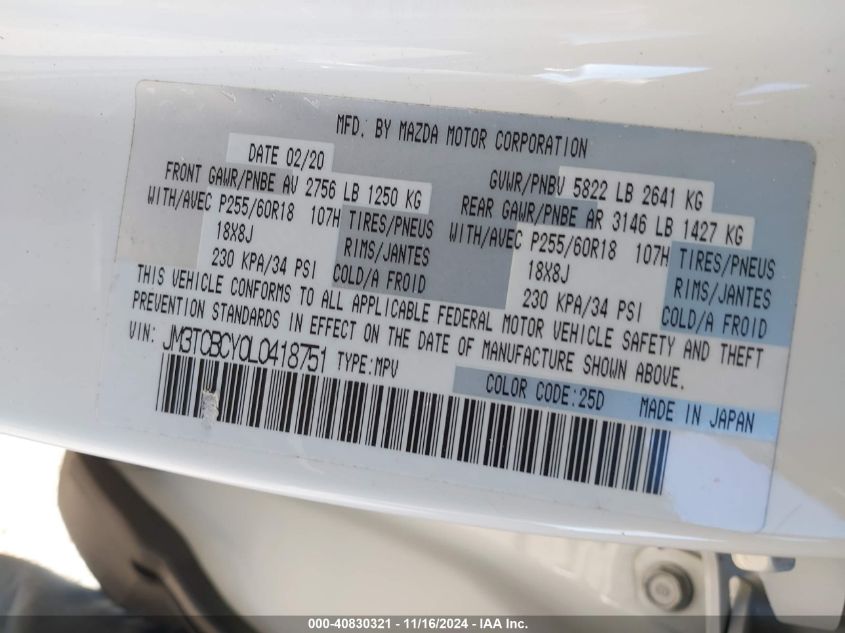 MFD. BY MAZDA MOTOR CORPORATION
DATE 02/20
GVWR/PNBV 5822 LB 2641 KG
FRONT GAWR/PNBE AV 2756 LB 1250 KG
REAR GAWR/PNBE AR 3146 LB 1427 KG
WITH/AVEC P255/60R18 107H TIRES/PNEUS
18X8J RIMS/JANTES
230 KPA/34 PSI COLD/A FROID
WITH/AVEC P255/60R18 107H TIRES/PNEUS
18X8J RIMS/JANTES
230 KPA/34 PSI COLD/A FROID
THIS VEHICLE CONFORMS TO ALL APPLICABLE FEDERAL MOTOR VEHICLE SAFETY AND THEFT
PREVENTION STANDARDS IN EFFECT ON THE DATE OF MANUFACTURE SHOWN ABOVE.
VIN: JM3TCBCY0L0418751 TYPE:MPV
COLOR CODE:25D MADE IN JAPAN
000-40830321 - 11/16/2024 - IAA Inc.